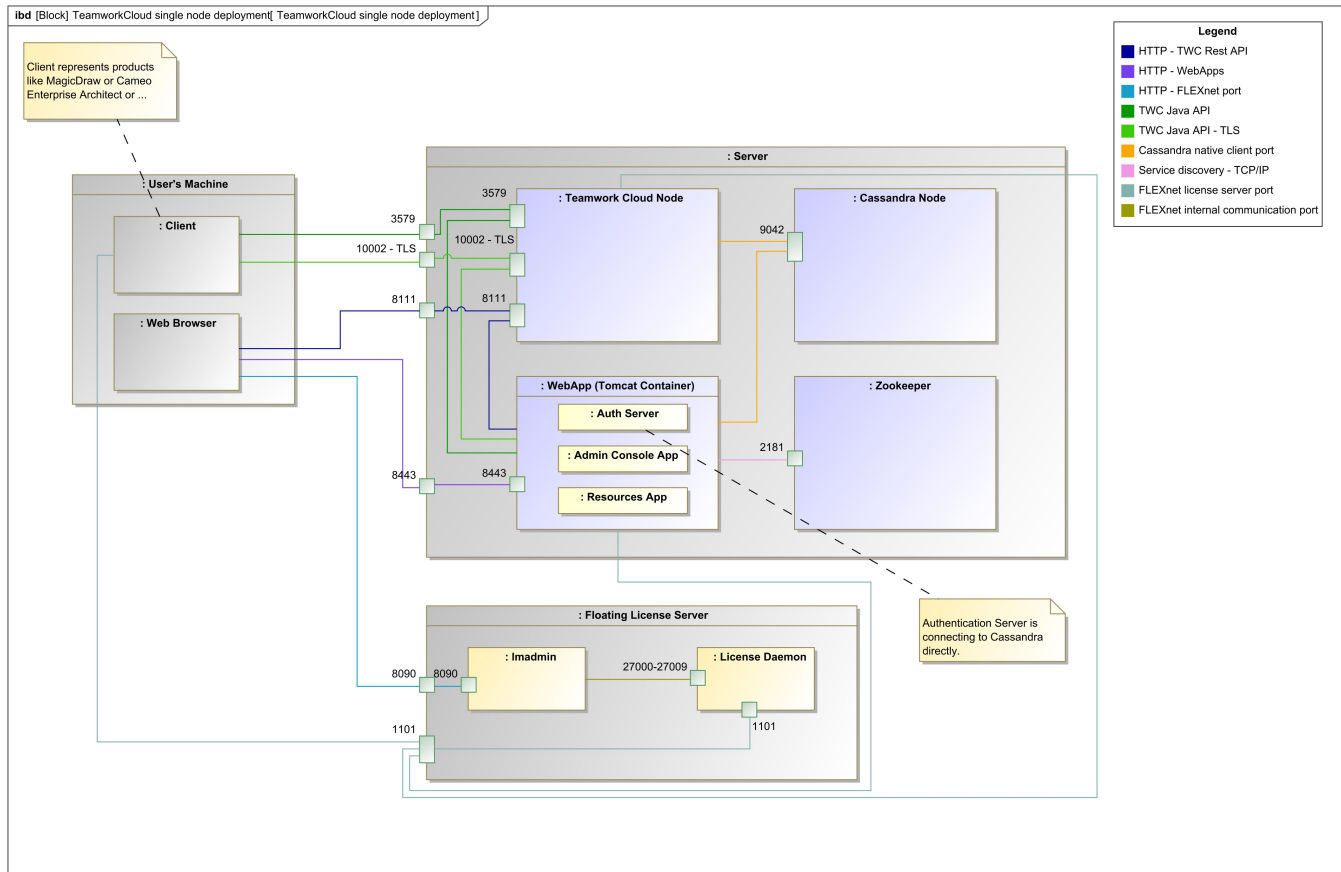 ibd [Block] TeamworkCloud single node deployment[ TeamworkCloud single node deployment]
Client represents products
like MagicDraw or Cameo
Enterprise Architect or ...
Legend
HTTP - TWC Rest API
HTTP - WebApps
HTTP - FLEXnet port
TWC Java API
TWC Java API - TLS
Cassandra native client port
Service discovery - TCP/IP
FLEXnet license server port
FLEXnet internal communication port
: User's Machine
: Client
: Web Browser
: Server
3579
10002 - TLS
8111
8443
3579
10002 - TLS
8111
: Teamwork Cloud Node
9042
: Cassandra Node
: WebApp (Tomcat Container)
: Auth Server
: Admin Console App
: Resources App
8443
2181
: Zookeeper
Authentication Server is
connecting to Cassandra
directly.
: Floating License Server
8090
8090
: lmadmin
27000-27009
: License Daemon
1101
1101